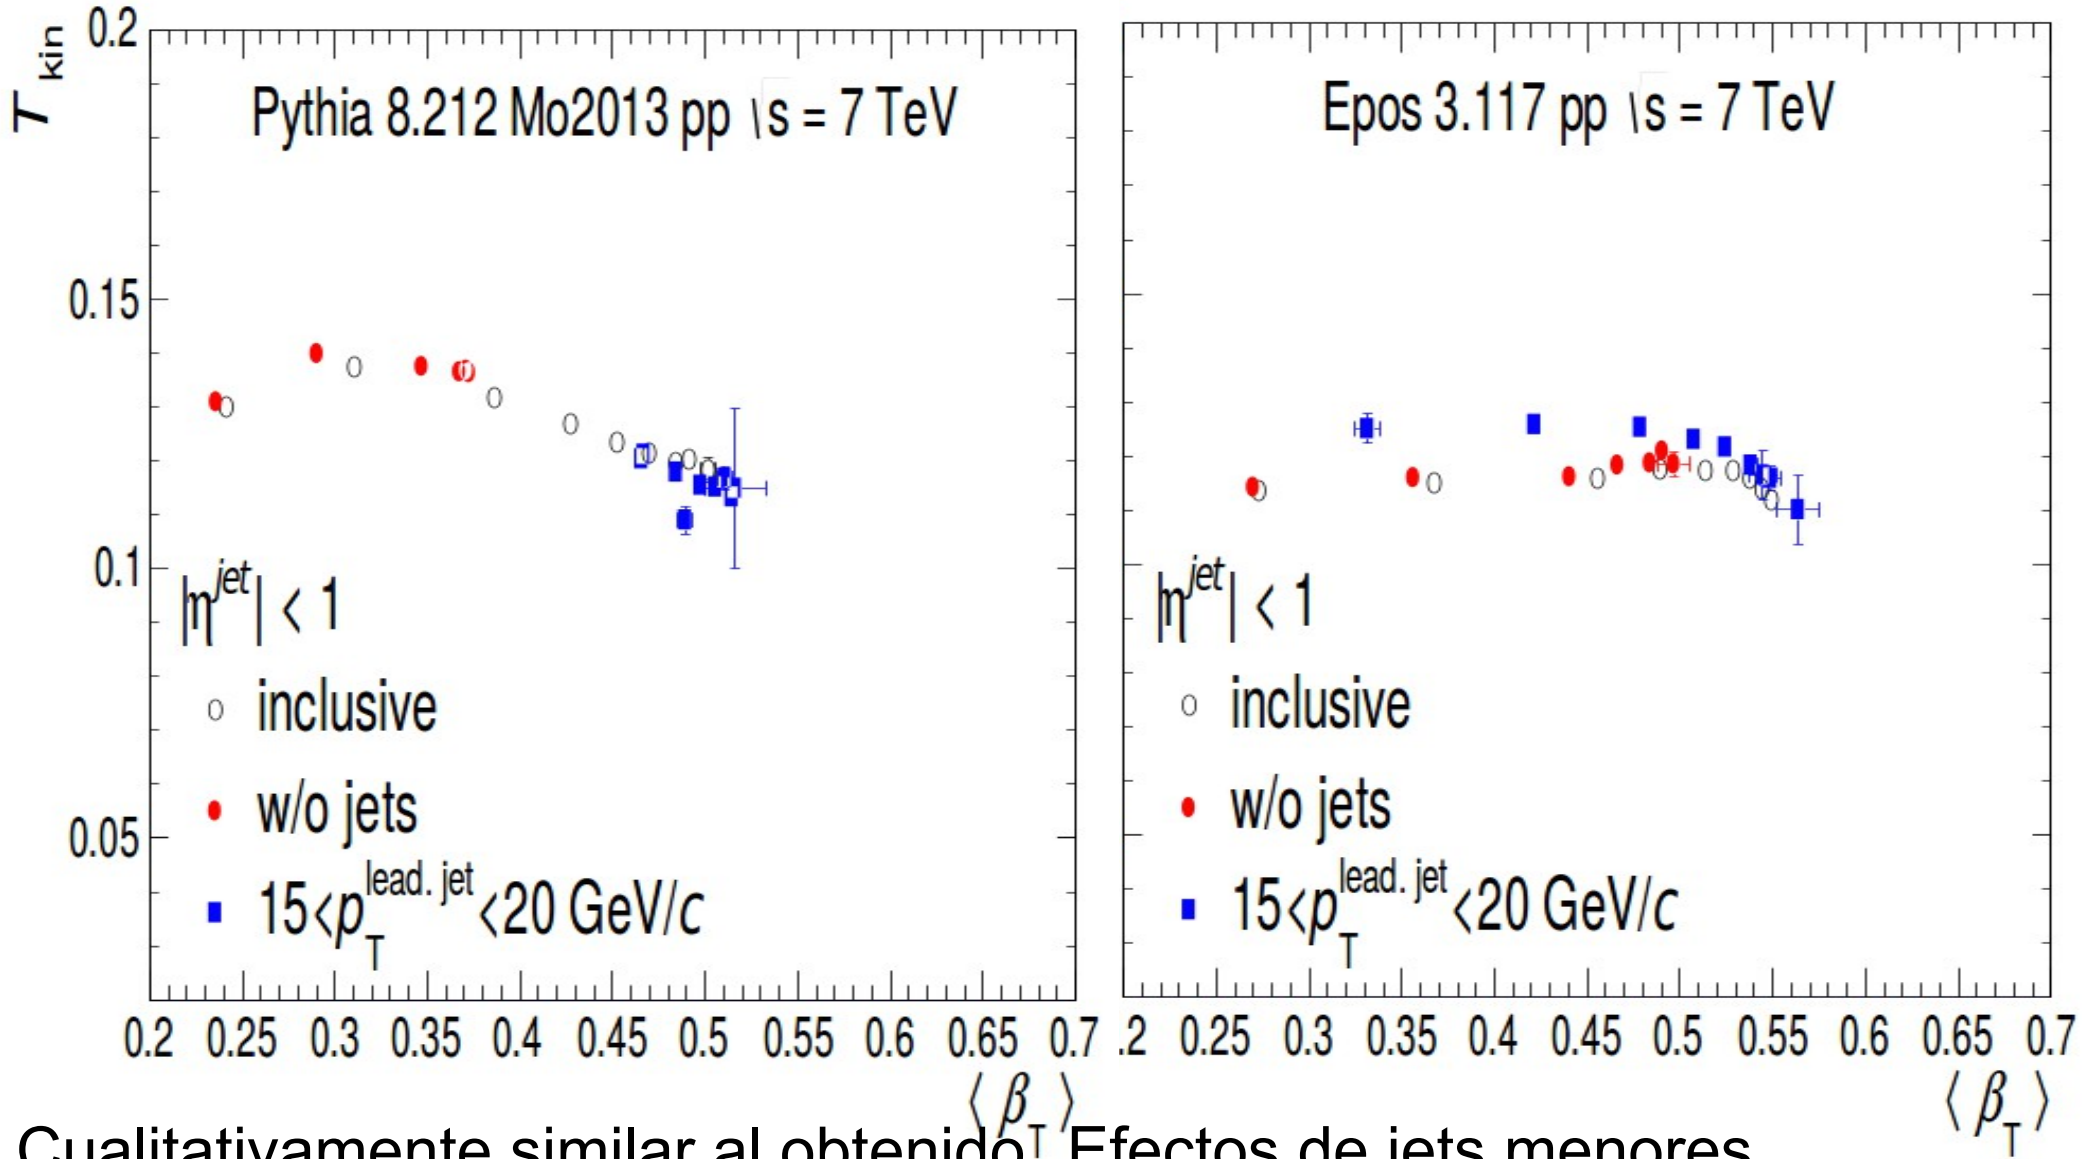 0.2
T kin
Pythia 8.212 Mo2013 pp √s = 7 TeV
0.15
0.1
|η^jet| < 1
inclusive
w/o jets
0.05
15<p_T^lead. jet<20 GeV/c
0.2 0.25 0.3 0.35 0.4 0.45 0.5 0.55 0.6 0.65 0.7
⟨β_T⟩
Epos 3.117 pp √s = 7 TeV
|η^jet| < 1
inclusive
w/o jets
15<p_T^lead. jet<20 GeV/c
.2 0.25 0.3 0.35 0.4 0.45 0.5 0.55 0.6 0.65 0.7
⟨β_T⟩
Cualitativamente similar al obtenido. Efectos de jets menores